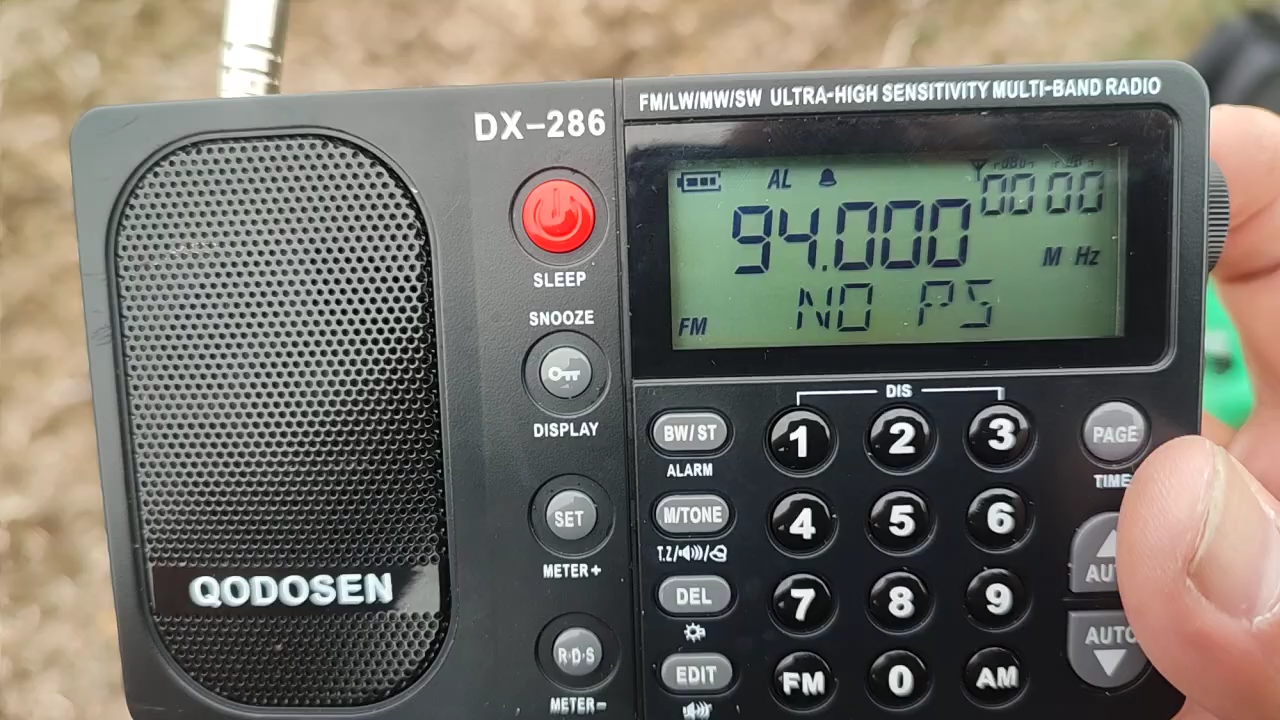 DX-286
FM/LW/MW/SW ULTRA-HIGH SENSITIVITY MULTI-BAND RADIO
AL
00 00
94.000
M Hz
NO PS
FM
SLEEP
SNOOZE
DISPLAY
SET
METER+
R·D·S
METER-
QODOSEN
DIS
BW/ST
1 2 3
PAGE
ALARM
TIME
M/TONE
4 5 6
T.Z/
DEL
7 8 9
AUTO
EDIT
FM 0 AM